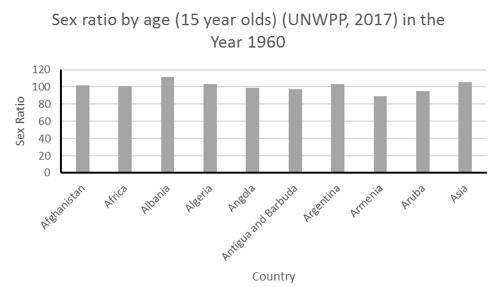 Sex ratio by age (15 year olds) (UNWPP, 2017) in the
Year 1960
120
100
80
60
40
20
0
Sex Ratio
Afghanistan
Africa
Albania
Algeria
Angola
Antigua and Barbuda
Argentina
Armenia
Aruba
Asia
Country